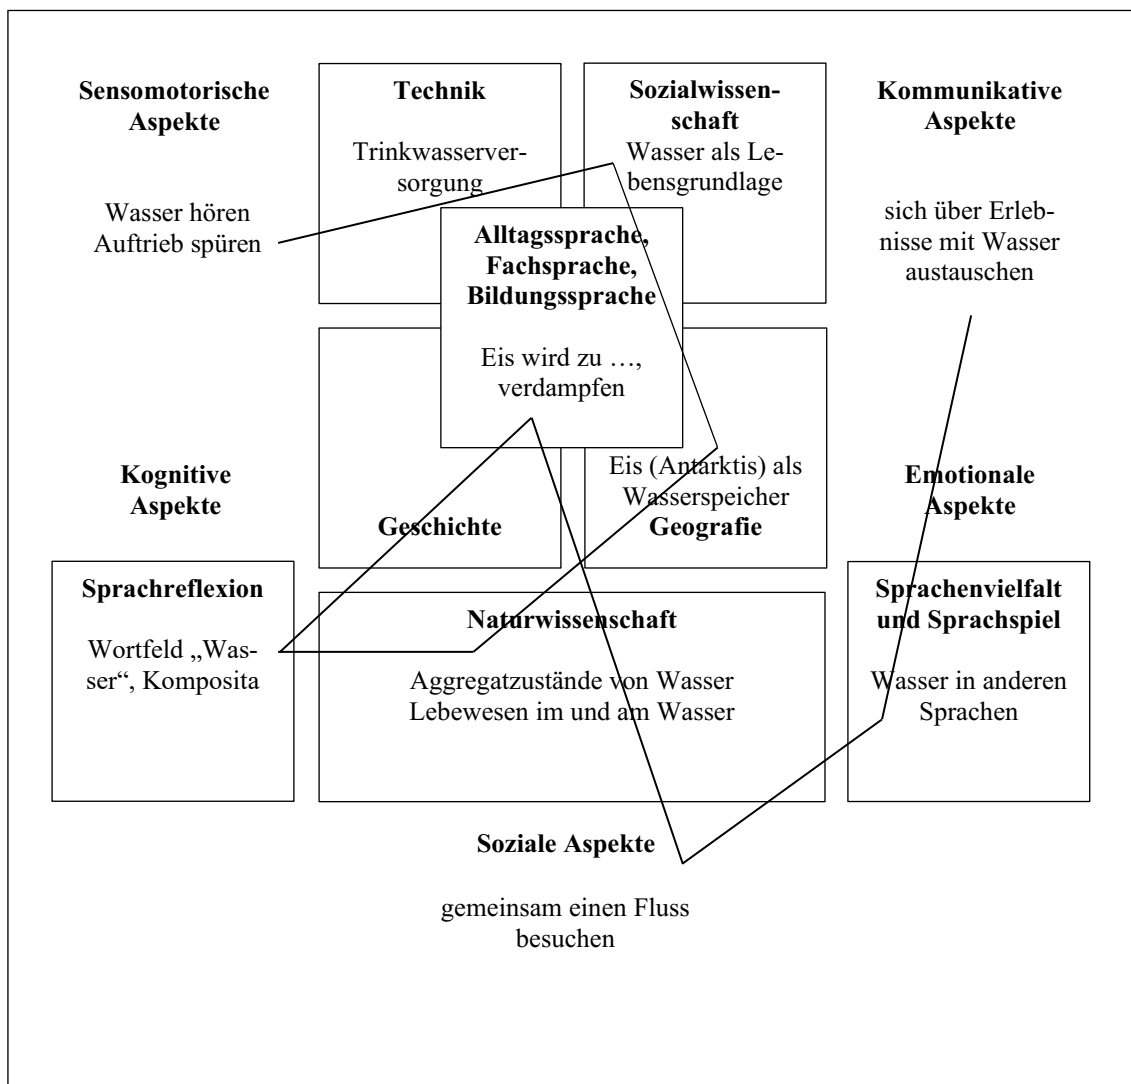 Sensomotorische
Aspekte
Wasser hören
Auftrieb spüren
Technik
Trinkwasserver-
sorgung
Sozialwissen-
schaft
Wasser als Le-
bensgrundlage
Kommunikative
Aspekte
sich über Erleb-
nisse mit Wasser
austauschen
Alltagssprache,
Fachsprache,
Bildungssprache
Eis wird zu …,
verdampfen
Kognitive
Aspekte
Geschichte
Eis (Antarktis) als
Wasserspeicher
Geografie
Emotionale
Aspekte
Sprachreflexion
Wortfeld „Was-
ser“, Komposita
Naturwissenschaft
Aggregatzustände von Wasser
Lebewesen im und am Wasser
Sprachenvielfalt
und Sprachspiel
Wasser in anderen
Sprachen
Soziale Aspekte
gemeinsam einen Fluss
besuchen